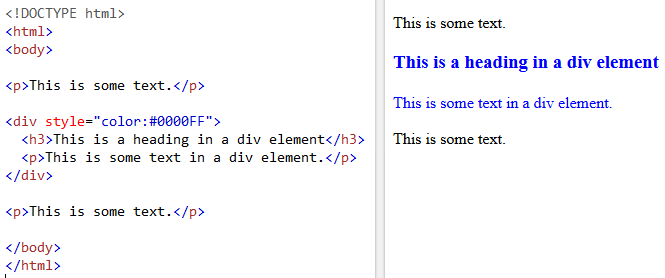 <!DOCTYPE html>
<html>
<body>
<p>This is some text.</p>
<div style="color:#0000FF">
  <h3>This is a heading in a div element</h3>
  <p>This is some text in a div element.</p>
</div>
<p>This is some text.</p>
</body>
</html>
This is some text.
This is a heading in a div element
This is some text in a div element.
This is some text.